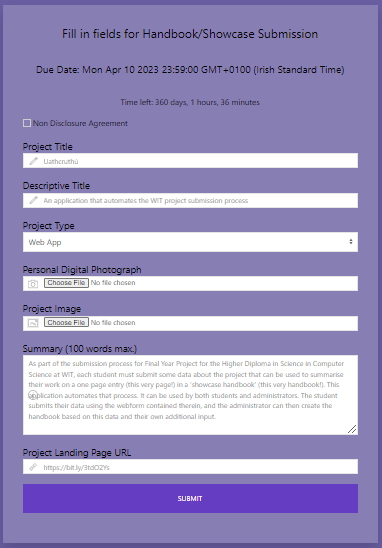 Fill in fields for Handbook/Showcase Submission
Due Date: Mon Apr 10 2023 23:59:00 GMT+0100 (Irish Standard Time)
Time left: 360 days, 1 hours, 36 minutes
Non Disclosure Agreement
Project Title
Uathcruthú
Descriptive Title
An application that automates the WIT project submission process
Project Type
Web App
Personal Digital Photograph
Choose File No file chosen
Project Image
Choose File No file chosen
Summary (100 words max.)
As part of the submission process for Final Year Project for the Higher Diploma in Science in Computer
Science at WIT, each student must submit some data about the project that can be used to summarise
their work on a one page entry (this very page!) in a 'showcase handbook' (this very handbook!). This
application automates that process. It can be used by both students and administrators. The student
submits their data using the webform contained therein, and the administrator can then create the
handbook based on this data and their own additional input.
Project Landing Page URL
https://bit.ly/3tdO2Ys
SUBMIT